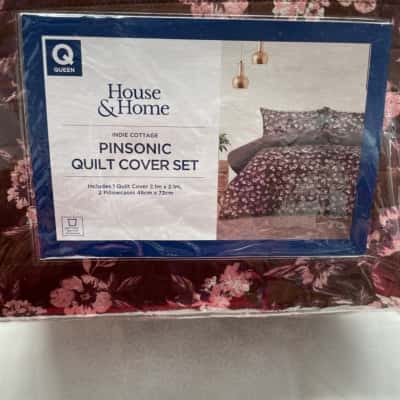 Q
QUEEN
House
& Home
INDIE COTTAGE
PINSONIC
QUILT COVER SET
Includes 1 Quilt Cover 2.1m x 2.1m,
2 Pillowcases 48cm x 73cm